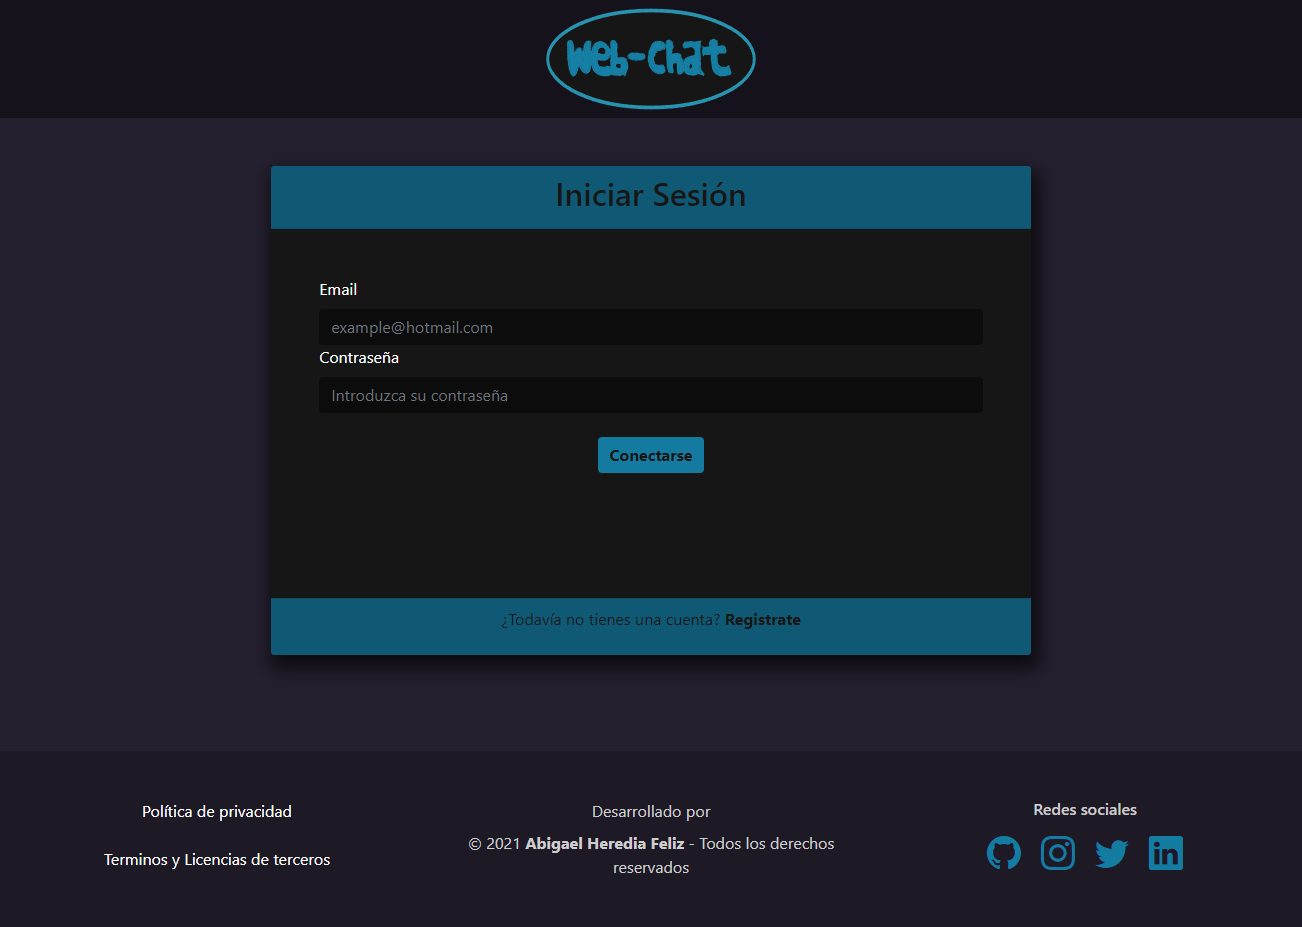 Web-Chat
Iniciar Sesión
Email
example@hotmail.com
Contraseña
Introduzca su contraseña
Conectarse
¿Todavía no tienes una cuenta? Registrate
Política de privacidad
Terminos y Licencias de terceros
Desarrollado por
© 2021 Abigael Heredia Feliz - Todos los derechos
reservados
Redes sociales
in